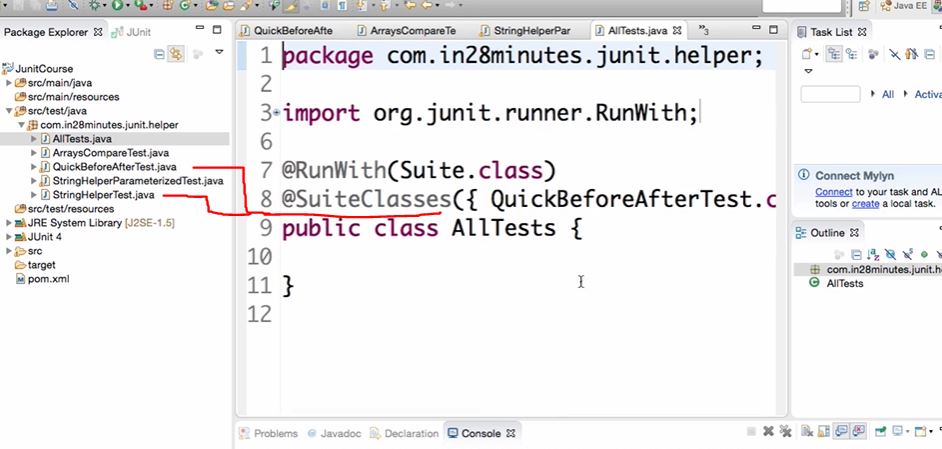 Java EE
Package Explorer
JUnit
QuickBeforeAfte
ArraysCompareTe
StringHelperPar
AllTests.java
3
Task List
JunitCourse
src/main/java
src/main/resources
src/test/java
com.in28minutes.junit.helper
AllTests.java
ArraysCompareTest.java
QuickBeforeAfterTest.java
StringHelperParameterizedTest.java
StringHelperTest.java
src/test/resources
JRE System Library [J2SE-1.5]
JUnit 4
src
target
pom.xml
1 package com.in28minutes.junit.helper;
2
3 import org.junit.runner.RunWith;
6
7 @RunWith(Suite.class)
8 @SuiteClasses({ QuickBeforeAfterTest.c
9 public class AllTests {
10
11 }
12
All
Activa
Connect Mylyn
Connect to your task and AL
tools or create a local task.
Outline
com.in28minutes.junit.he
AllTests
Problems
Javadoc
Declaration
Console